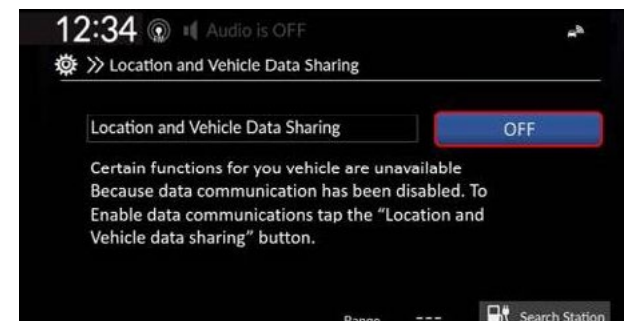 12:34 Audio is OFF
>> Location and Vehicle Data Sharing
Location and Vehicle Data Sharing OFF
Certain functions for you vehicle are unavailable
Because data communication has been disabled. To
Enable data communications tap the “Location and
Vehicle data sharing” button.
Range --- Search Station